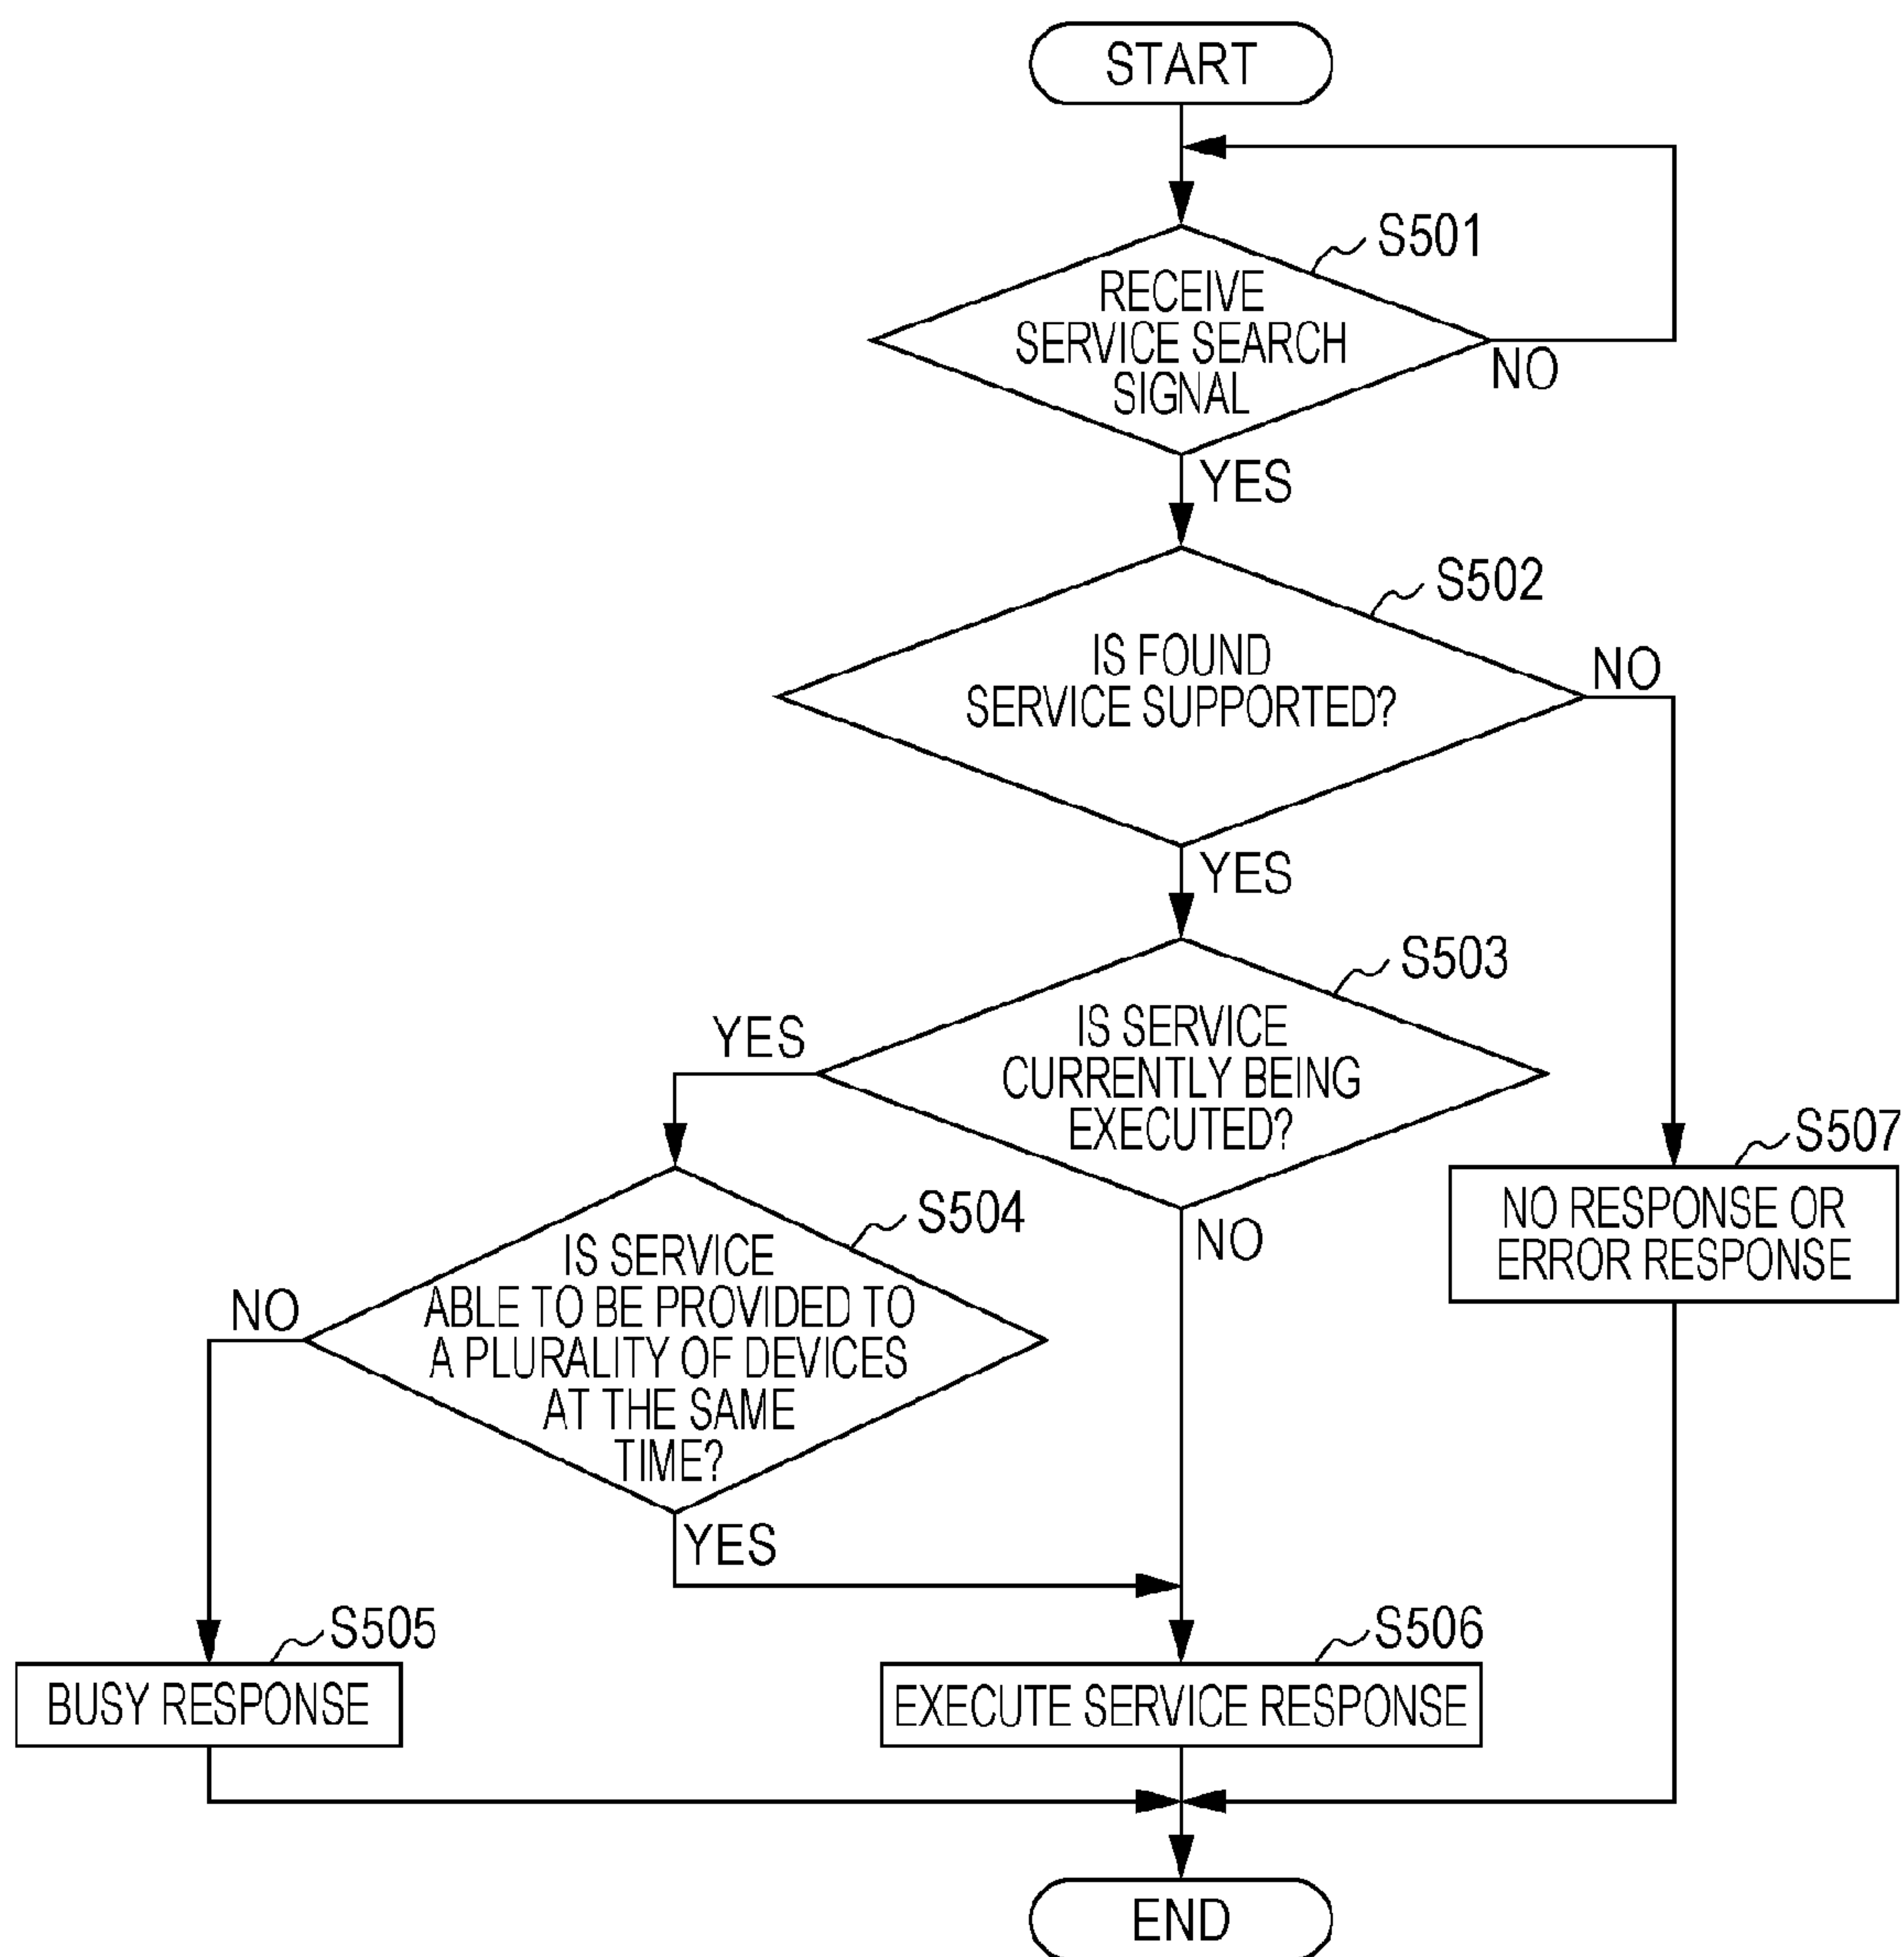 START
S501
RECEIVE
SERVICE SEARCH
SIGNAL
NO
YES
S502
IS FOUND
SERVICE SUPPORTED?
NO
YES
S503
IS SERVICE
CURRENTLY BEING
EXECUTED?
YES
NO
S507
NO RESPONSE OR
ERROR RESPONSE
S504
IS SERVICE
ABLE TO BE PROVIDED TO
A PLURALITY OF DEVICES
AT THE SAME
TIME?
NO
YES
S505
BUSY RESPONSE
S506
EXECUTE SERVICE RESPONSE
END